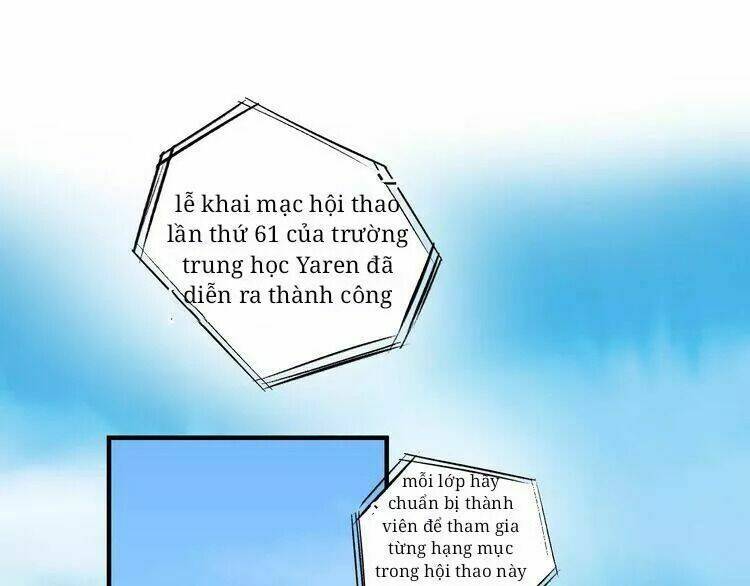 lễ khai mạc hội thao
lần thứ 61 của trường
trung học Yaren đã
diễn ra thành công
mỗi lớp hãy
chuẩn bị thành
viên để tham gia
từng hạng mục
trong hội thao này